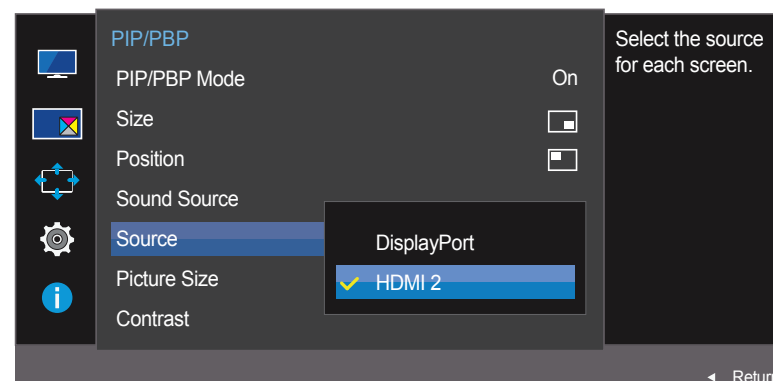 PIP/PBP
PIP/PBP Mode On
Size
Position
Sound Source
Source
Picture Size
Contrast
DisplayPort
HDMI 2
Select the source
for each screen.
Return